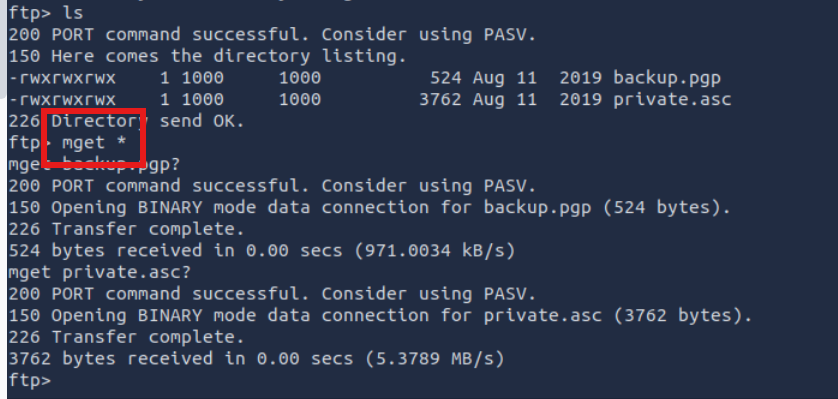 ftp> ls
200 PORT command successful. Consider using PASV.
150 Here comes the directory listing.
-rwxrwxrwx    1 1000     1000          524 Aug 11  2019 backup.pgp
-rwxrwxrwx    1 1000     1000         3762 Aug 11  2019 private.asc
226 Directory send OK.
ftp> mget *
mget backup.pgp?
200 PORT command successful. Consider using PASV.
150 Opening BINARY mode data connection for backup.pgp (524 bytes).
226 Transfer complete.
524 bytes received in 0.00 secs (971.0034 kB/s)
mget private.asc?
200 PORT command successful. Consider using PASV.
150 Opening BINARY mode data connection for private.asc (3762 bytes).
226 Transfer complete.
3762 bytes received in 0.00 secs (5.3789 MB/s)
ftp>